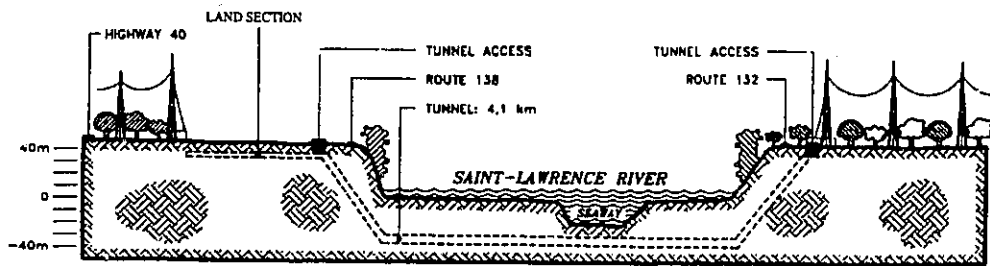 LAND SECTION
HIGHWAY 40
TUNNEL ACCESS
TUNNEL ACCESS
ROUTE 138
ROUTE 132
TUNNEL: 4,1 km
40m
SAINT-LAWRENCE RIVER
0
SEAWAY
-40m